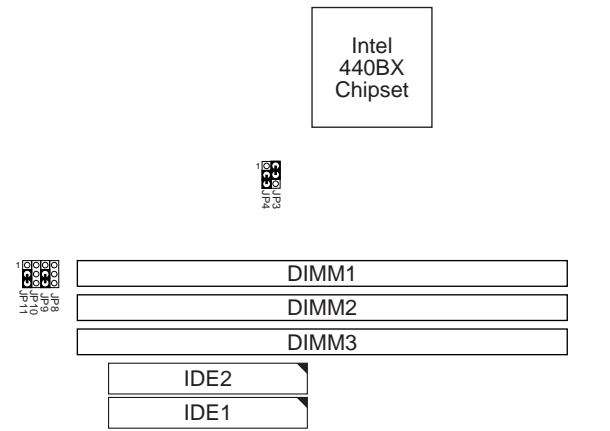 Intel
440BX
Chipset
1
JP4
JP3
1
JP11
JP10
JP9
JP8
DIMM1
DIMM2
DIMM3
IDE2
IDE1